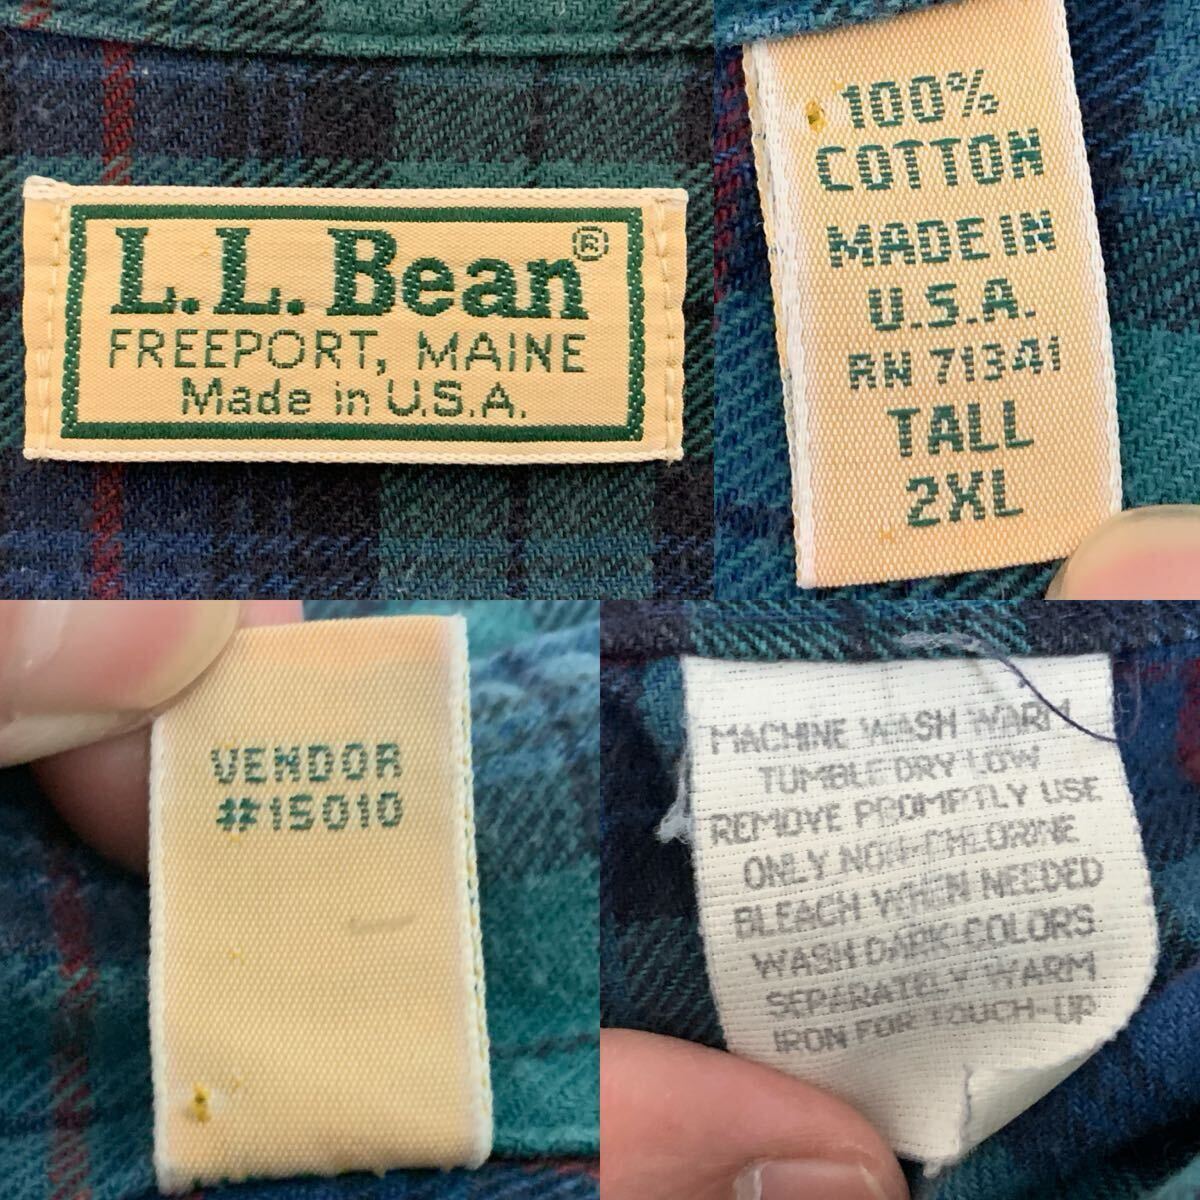 L.L.Bean®
FREEPORT, MAINE
Made in U.S.A.
100%
COTTON
MADE IN
U.S.A.
RN 71341
TALL
2XL
VENDOR
#15010
MACHINE WASH WARM
TUMBLE DRY LOW
REMOVE PROMPTLY USE
ONLY NON-CHLORINE
BLEACH WHEN NEEDED
WASH DARK COLORS
SEPARATELY WARM
IRON FOR TOUCH-UP